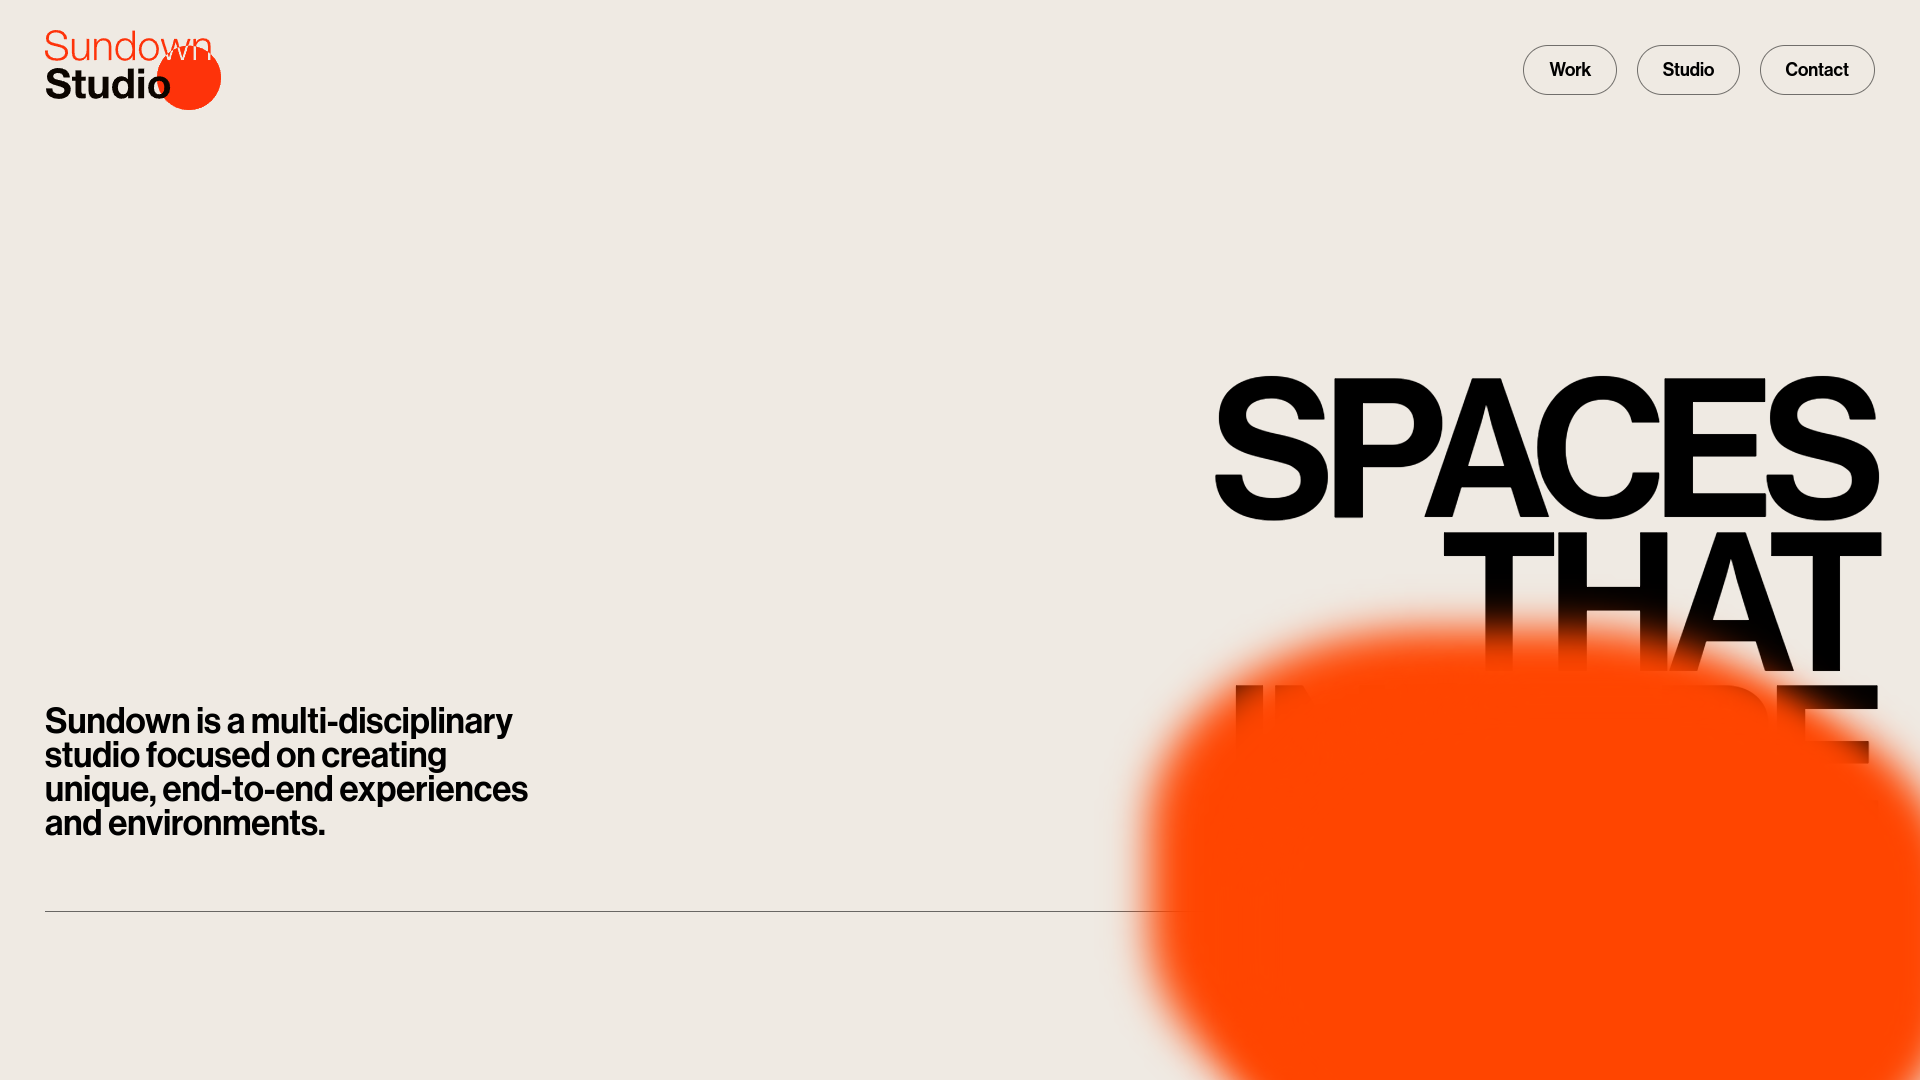 Sundown
Studio
Work
Studio
Contact
SPACES
THAT
Sundown is a multi-disciplinary
studio focused on creating
unique, end-to-end experiences
and environments.